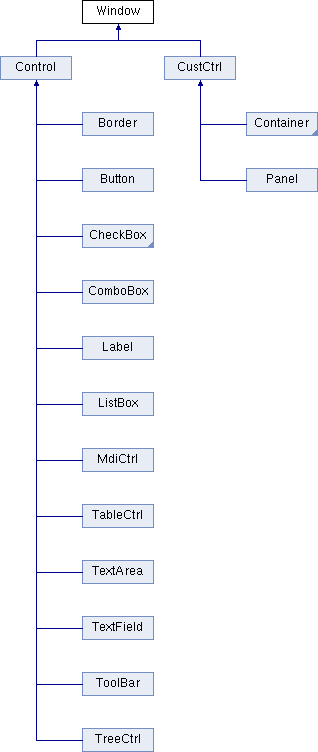 Window
Control
CustCtrl
Border
Container
Button
Panel
CheckBox
ComboBox
Label
ListBox
MdiCtrl
TableCtrl
TextArea
TextField
ToolBar
TreeCtrl